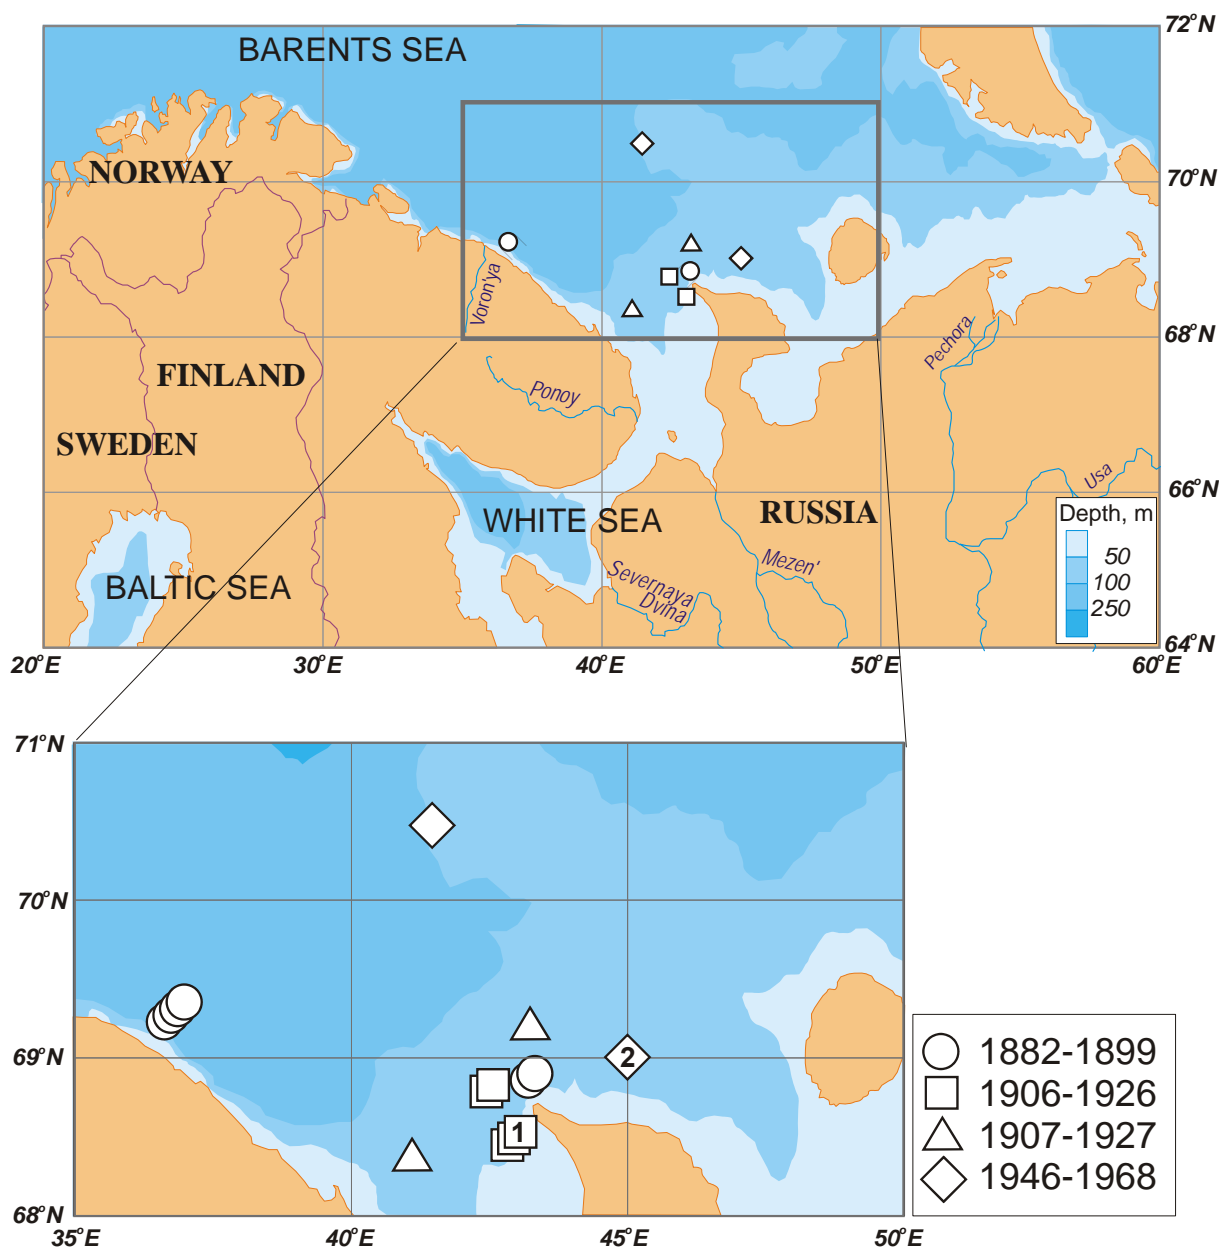 72°N
BARENTS SEA
NORWAY
70°N
Voron'ya
68°N
Pechora
FINLAND
Ponoy
SWEDEN
Usa
66°N
WHITE SEA
RUSSIA
Depth, m
50
100
250
Mezen'
Severnaya
Dvina
BALTIC SEA
64°N
20°E
30°E
40°E
50°E
60°E
71°N
70°N
69°N
2
1
68°N
35°E
40°E
45°E
50°E
1882-1899
1906-1926
1907-1927
1946-1968